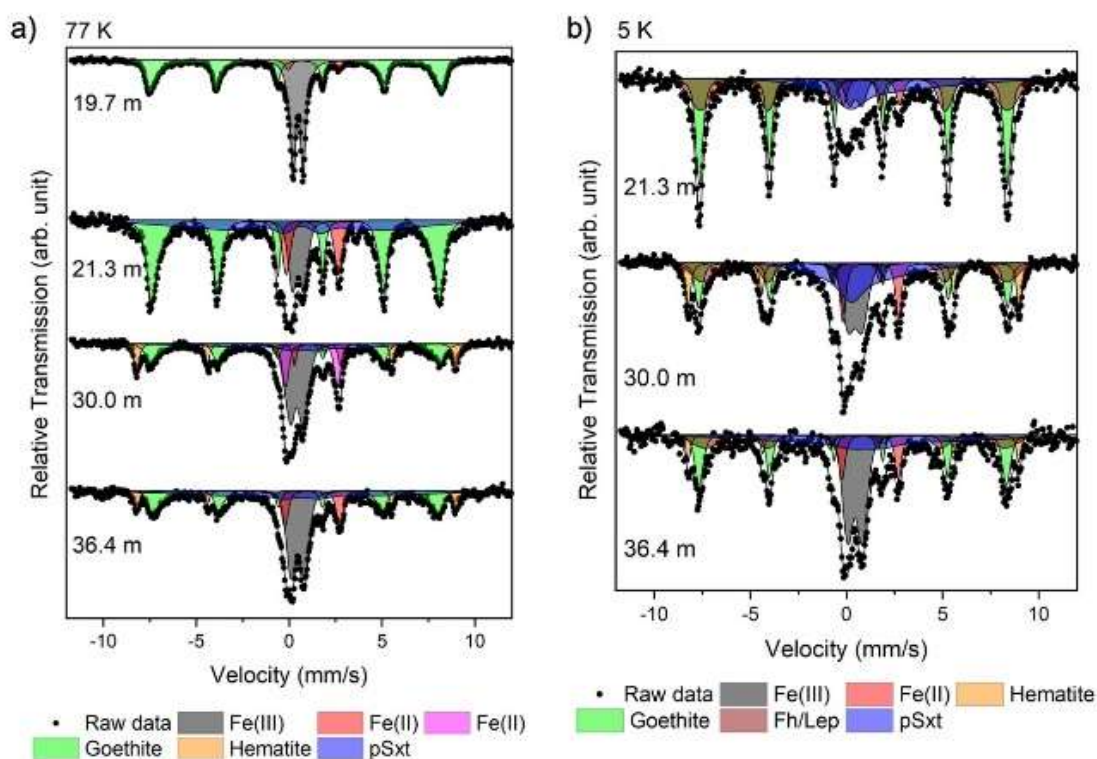 a)
77 K
19.7 m
21.3 m
30.0 m
36.4 m
Relative Transmission (arb. unit)
-10 -5 0 5 10
Velocity (mm/s)
Raw data Fe(III) Fe(II) Fe(II)
Goethite Hematite pSxt
b)
5 K
21.3 m
30.0 m
36.4 m
Relative Transmission (arb. unit)
-10 -5 0 5 10
Velocity (mm/s)
Raw data Fe(III) Fe(II) Hematite
Goethite Fh/Lep pSxt